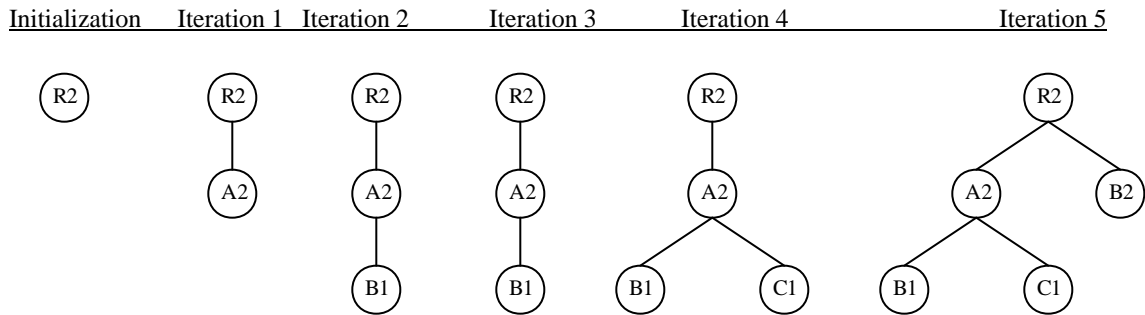 Initialization Iteration 1 Iteration 2 Iteration 3 Iteration 4 Iteration 5
R2 R2 R2 R2 R2 R2
A2 A2 A2 A2 A2 B2
B1 B1 B1 C1 B1 C1